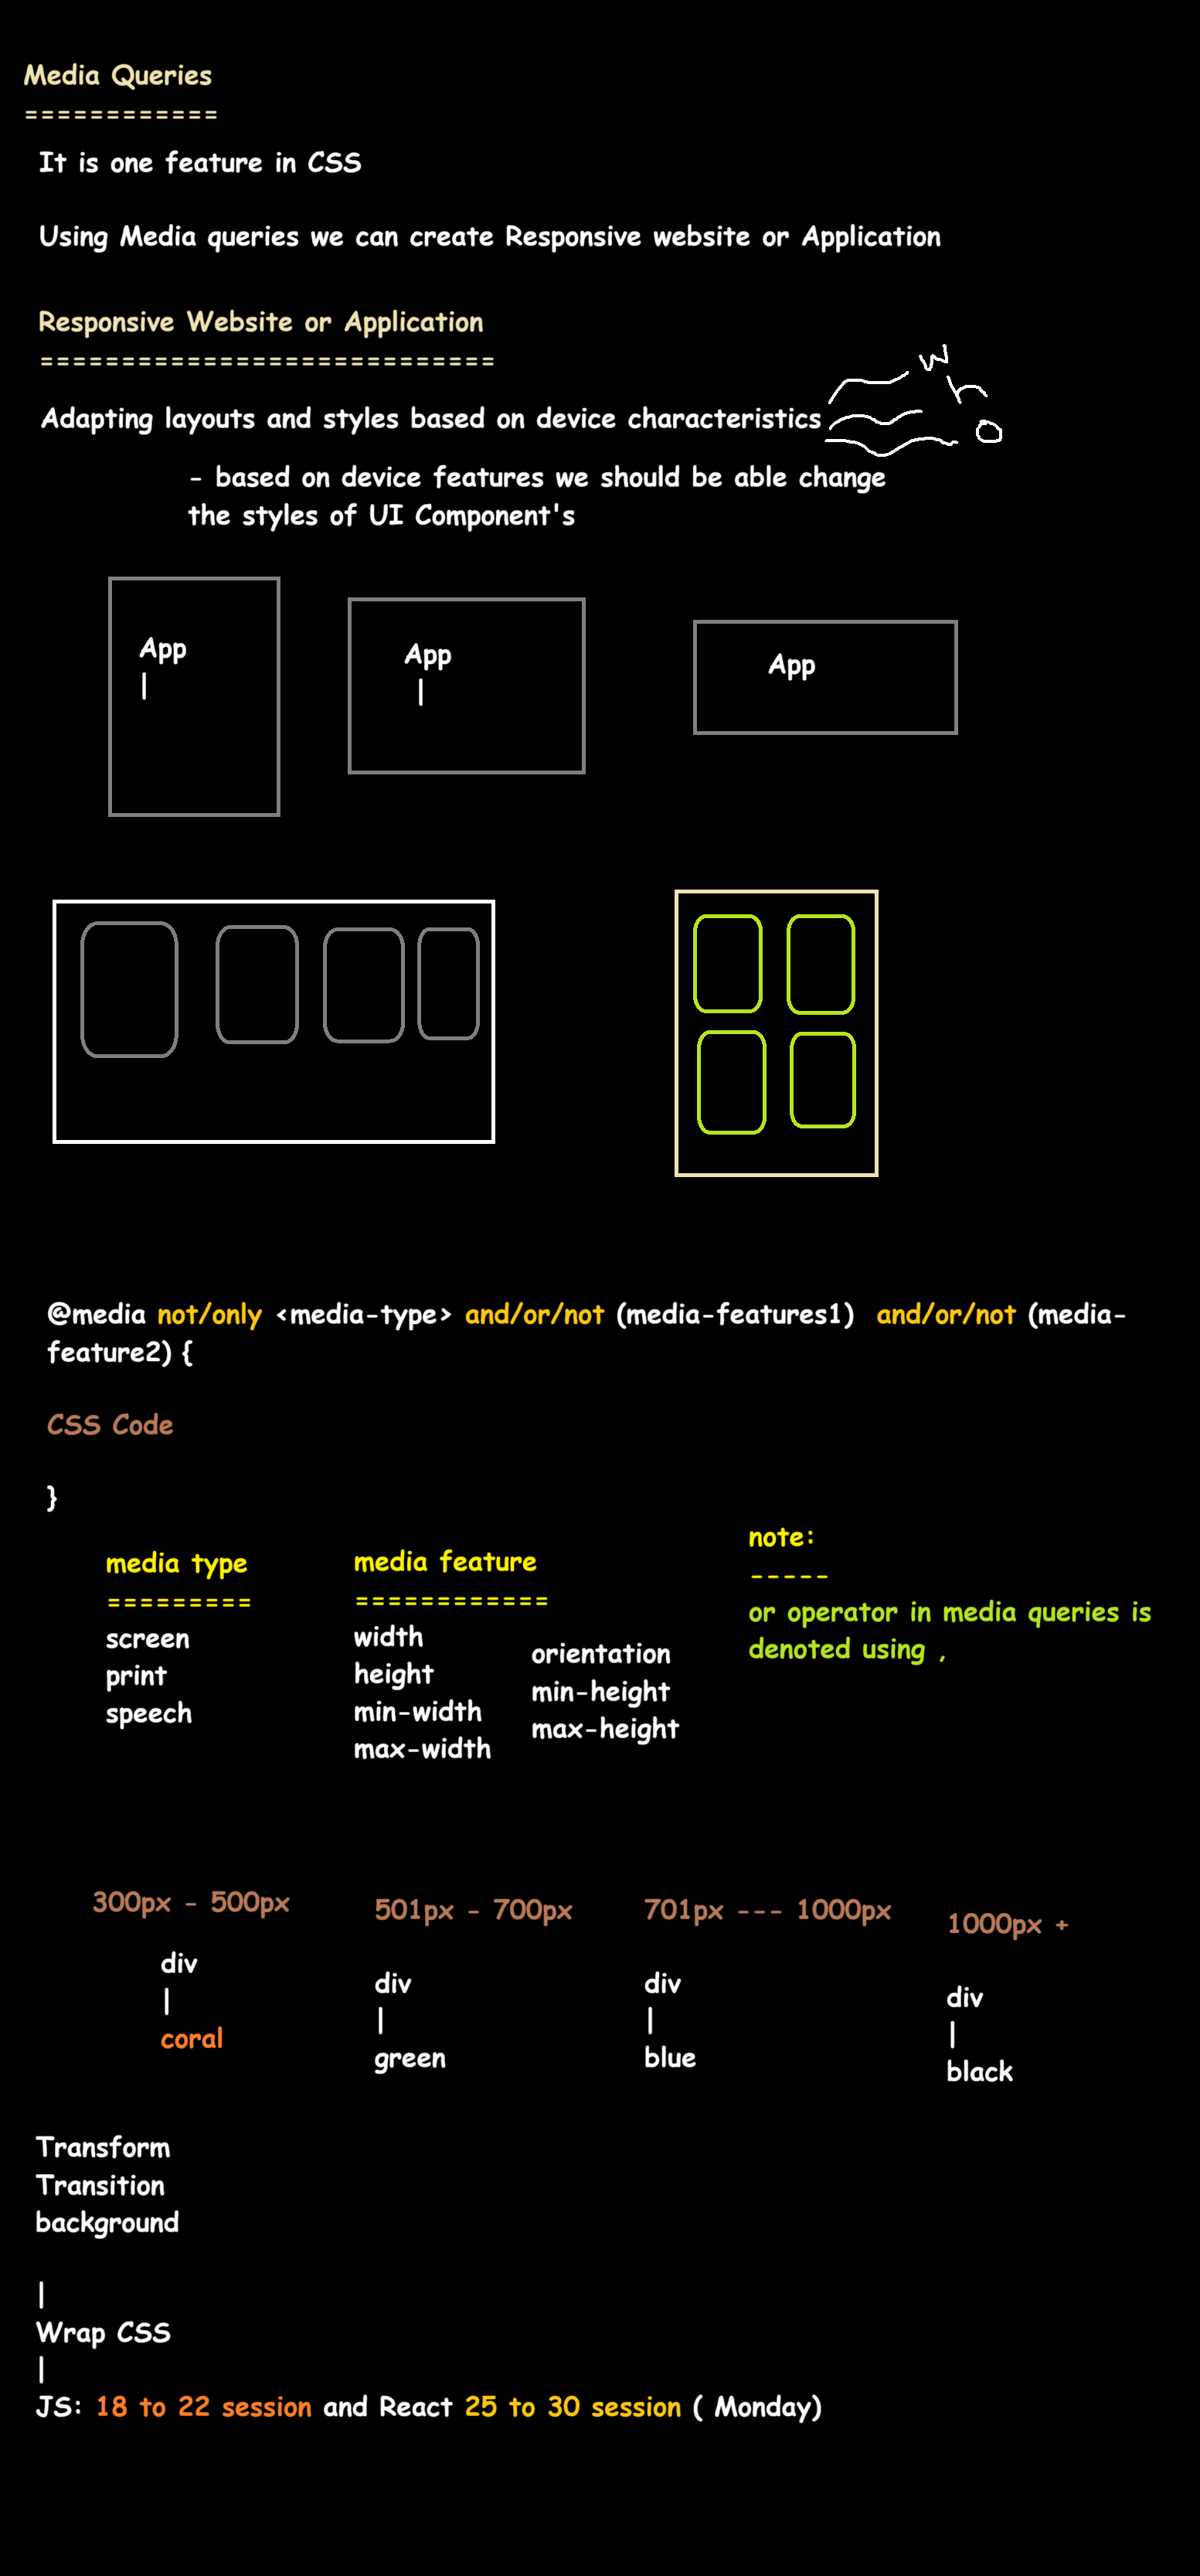 Media Queries
============
It is one feature in CSS
Using Media queries we can create Responsive website or Application
Responsive Website or Application
============================
Adapting layouts and styles based on device characteristics
W
h
O
- based on device features we should be able change
the styles of UI Component's
App
|
App
|
App
@media not/only <media-type> and/or/not (media-features1) and/or/not (media-
feature2) {
CSS Code
}
media type
=========
screen
print
speech
media feature
============
width
height
min-width
max-width
orientation
min-height
max-height
note:
-----
or operator in media queries is
denoted using ,
300px - 500px
div
|
coral
501px - 700px
div
|
green
701px --- 1000px
div
|
blue
1000px +
div
|
black
Transform
Transition
background
|
Wrap CSS
|
JS: 18 to 22 session and React 25 to 30 session ( Monday)